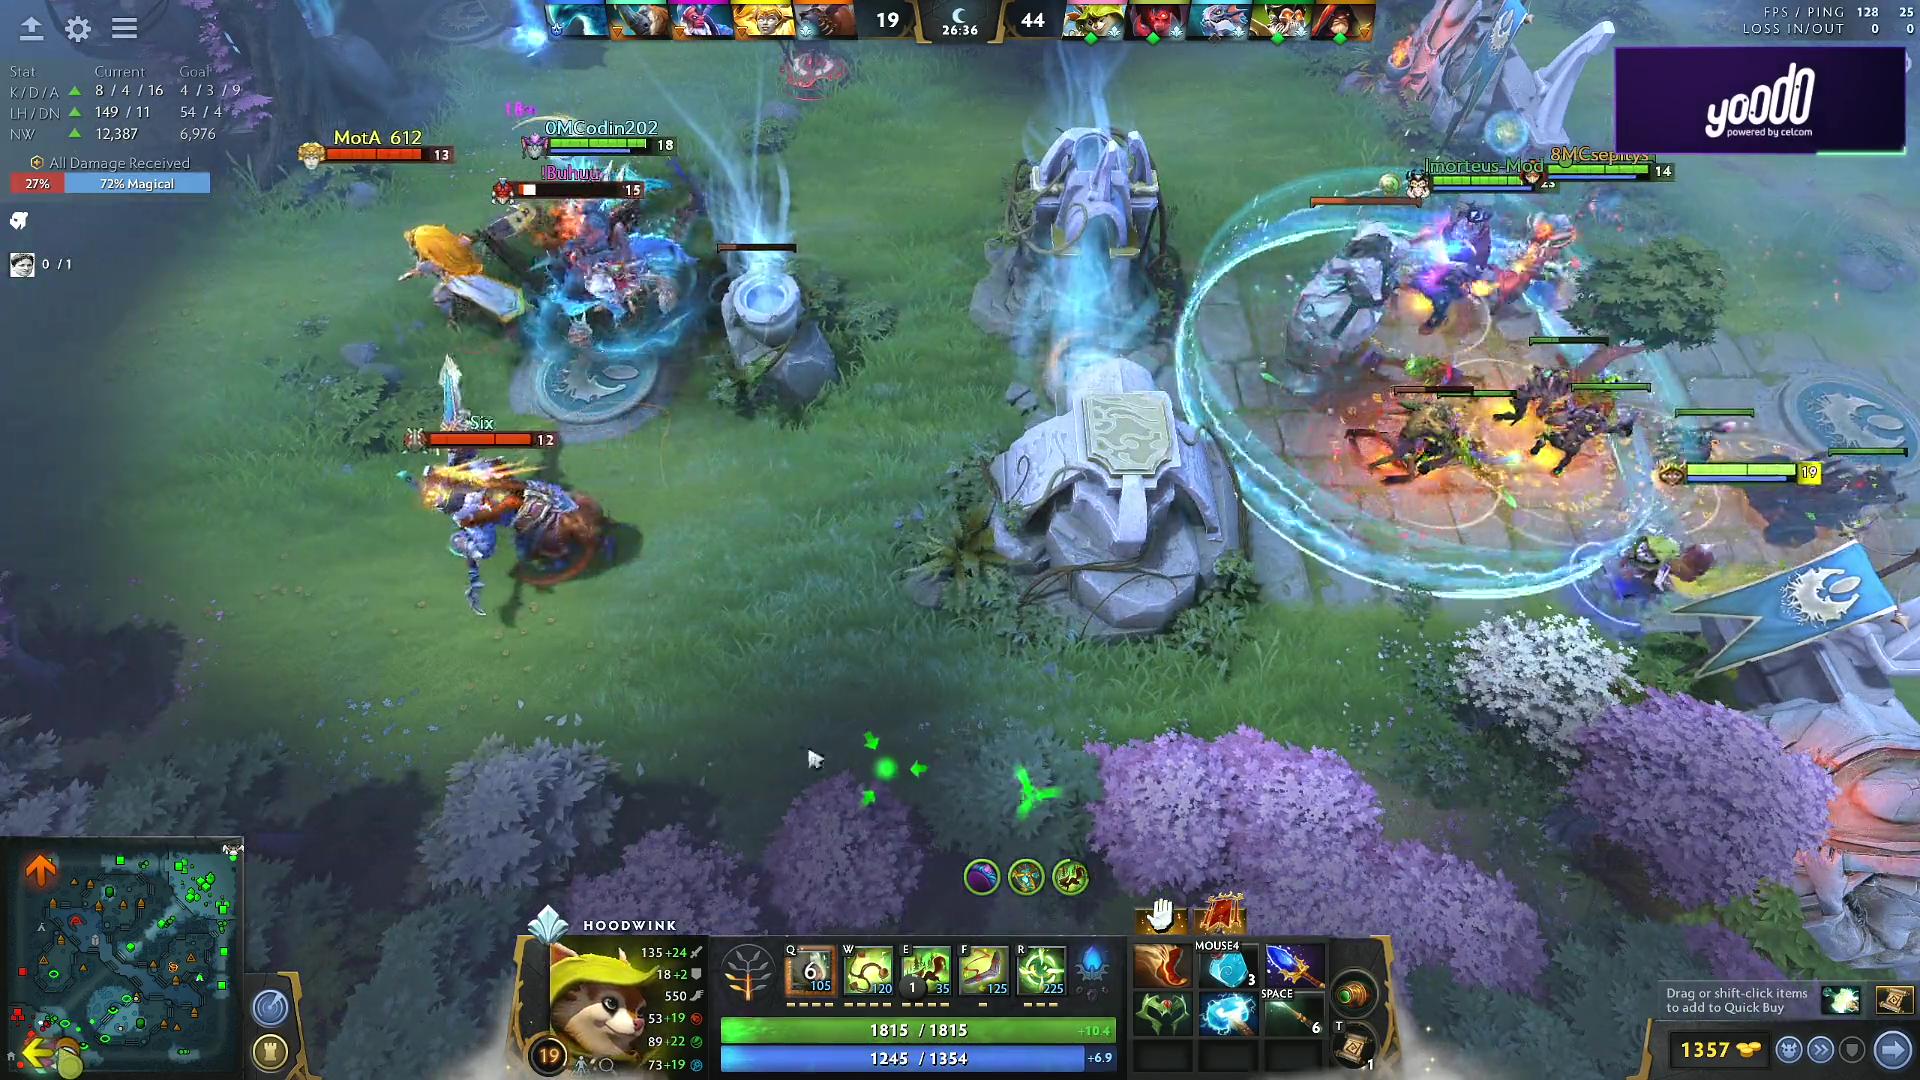 19
26:36
44
FPS / PING 128 25
LOSS IN/OUT 0 0
Stat Current Goal
K/D/A 8 / 4 / 16 4 / 3 / 9
LH/DN 149 / 11 54 / 4
NW 12,387 6,976
All Damage Received
27% 72% Magical
0 / 1
yoodo
powered by celcom
MotA 612
13
0MCodin202
18
!Buhuu
15
Six
12
8MCsepitys
14
19
HOODWINK
135 +24
18 +2
550
53 +19
89 +22
73 +19
19
Q 6 105
W 120
E 1 35
F 125
R 225
1815 / 1815 +10.4
1245 / 1354 +6.9
MOUSE4
3
SPACE
6
T
1
Drag or shift-click items
to add to Quick Buy
1357